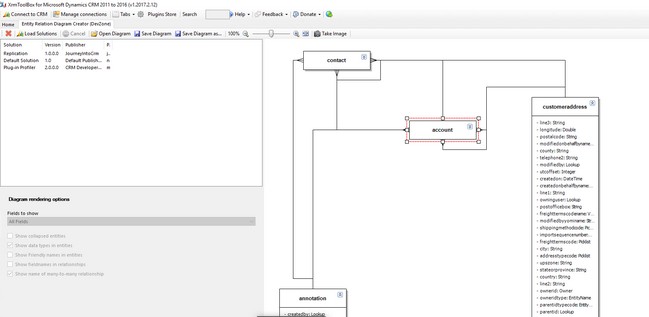 XrmToolBox for Microsoft Dynamics CRM 2011 to 2016 (v1.2017.2.12)
Connect to CRM Manage connections Tabs Plugins Store Search Help Feedback Donate
Home Entity Relation Diagram Creator (DevZone)
Load Solutions Cancel Open Diagram Save Diagram Save Diagram as... 100% Take Image
Solution Version Publisher P.
Replication 1.0.0.0 JourneyIntoCrm j..
Default Solution 1.0 Default Publish... n
Plug-in Profiler 2.0.0.0 CRM Developer... m
Diagram rendering options
Fields to show
All Fields
Show collapsed entities
Show data types in entities
Show Friendly names in entities
Show fieldnames in relationships
Show name of many-to-many relationship
contact
account
annotation
- createdby: Lookup
customeraddress
- line3: String
- longitude: Double
- postalcode: String
- modifiedonbehalfbyname...
- county: String
- telephone2: String
- modifiedby: Lookup
- utcoffset: Integer
- createdon: DateTime
- createdonbehalfbyname:...
- line1: String
- owninguser: Lookup
- postofficebox: String
- freighttermscodename: V...
- modifiedbyyominame: Str...
- shippingmethodcode: Pic...
- importsequencenumber:...
- freighttermscode: Picklist
- city: String
- addresstypecode: Picklist
- upszone: String
- stateorprovince: String
- country: String
- line2: String
- ownerid: Owner
- owneridtype: EntityName
- parentidtypecode: Entity...
- parentid: Lookup